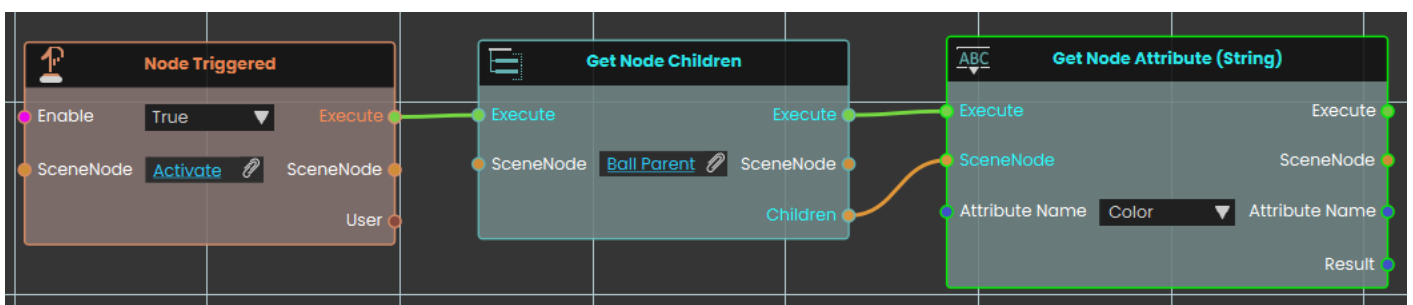 Node Triggered
Enable True Execute
SceneNode Activate SceneNode
User
Get Node Children
Execute Execute
SceneNode Ball Parent SceneNode
Children
ABC Get Node Attribute (String)
Execute Execute
SceneNode SceneNode
Attribute Name Color Attribute Name
Result